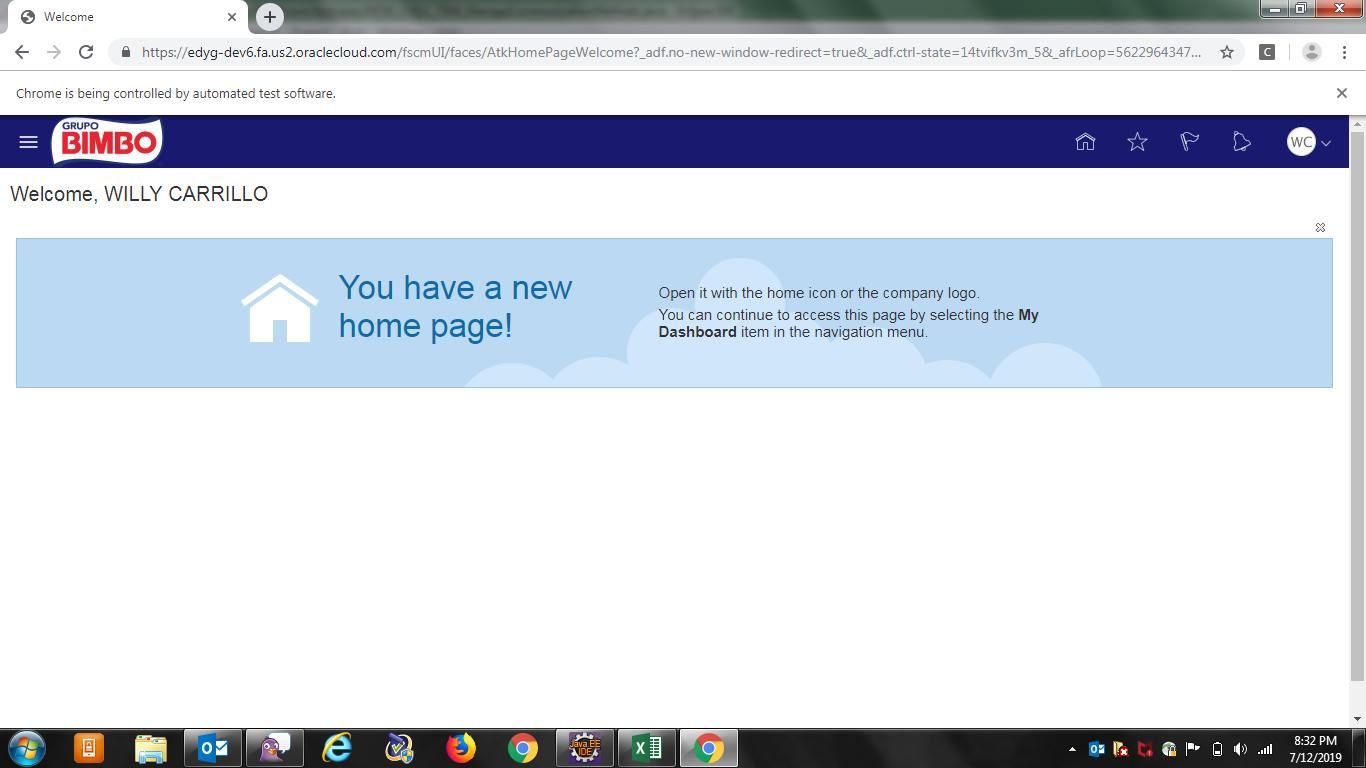 Welcome
https://edyg-dev6.fa.us2.oraclecloud.com/fscmUI/faces/AtkHomePageWelcome?_adf.no-new-window-redirect=true&_adf.ctrl-state=14tvifkv3m_5&_afrLoop=5622964347...
C
Chrome is being controlled by automated test software.
GRUPO
BIMBO
WC
Welcome, WILLY CARRILLO
You have a new
home page!
Open it with the home icon or the company logo.
You can continue to access this page by selecting the My
Dashboard item in the navigation menu.
Java EE
IDE
8:32 PM
7/12/2019